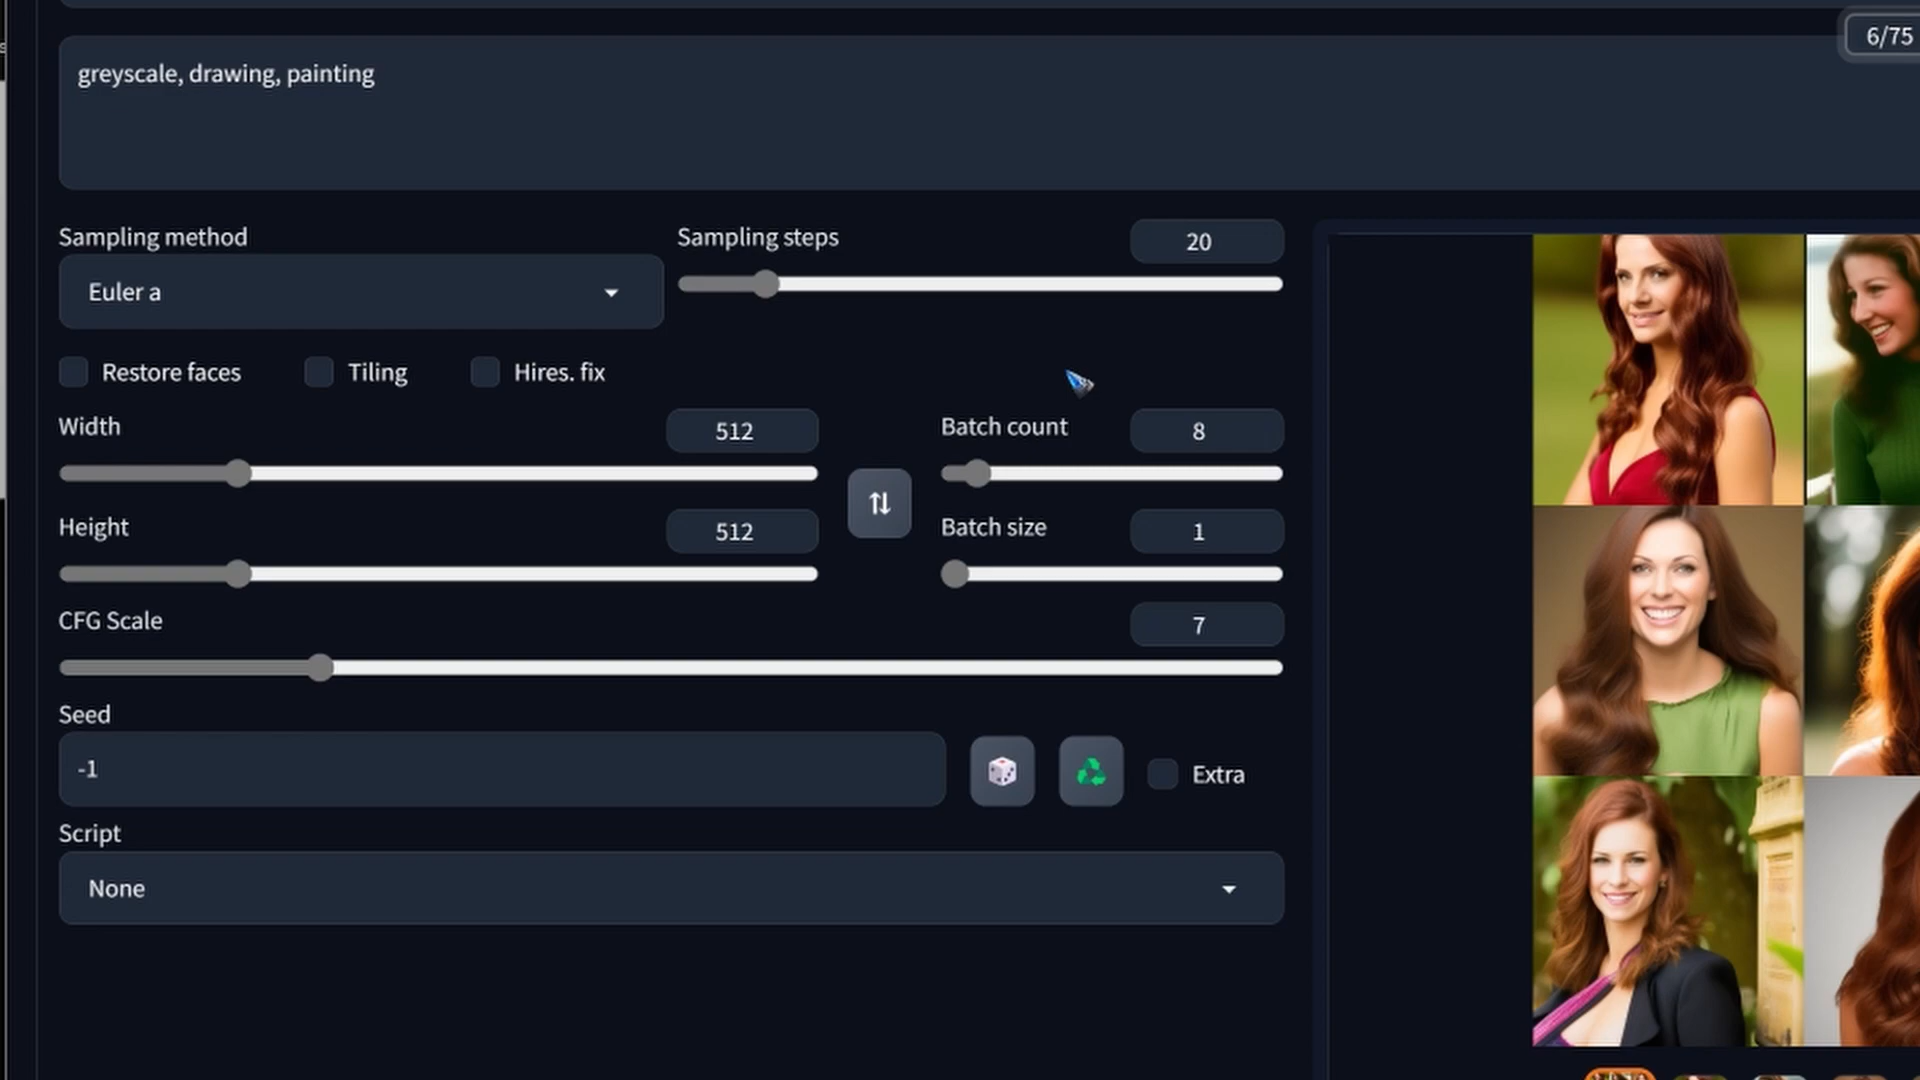 6/75
greyscale, drawing, painting
Sampling method
Euler a
Sampling steps
20
Restore faces
Tiling
Hires. fix
Width
512
Batch count
8
Height
512
Batch size
1
CFG Scale
7
Seed
-1
Extra
Script
None